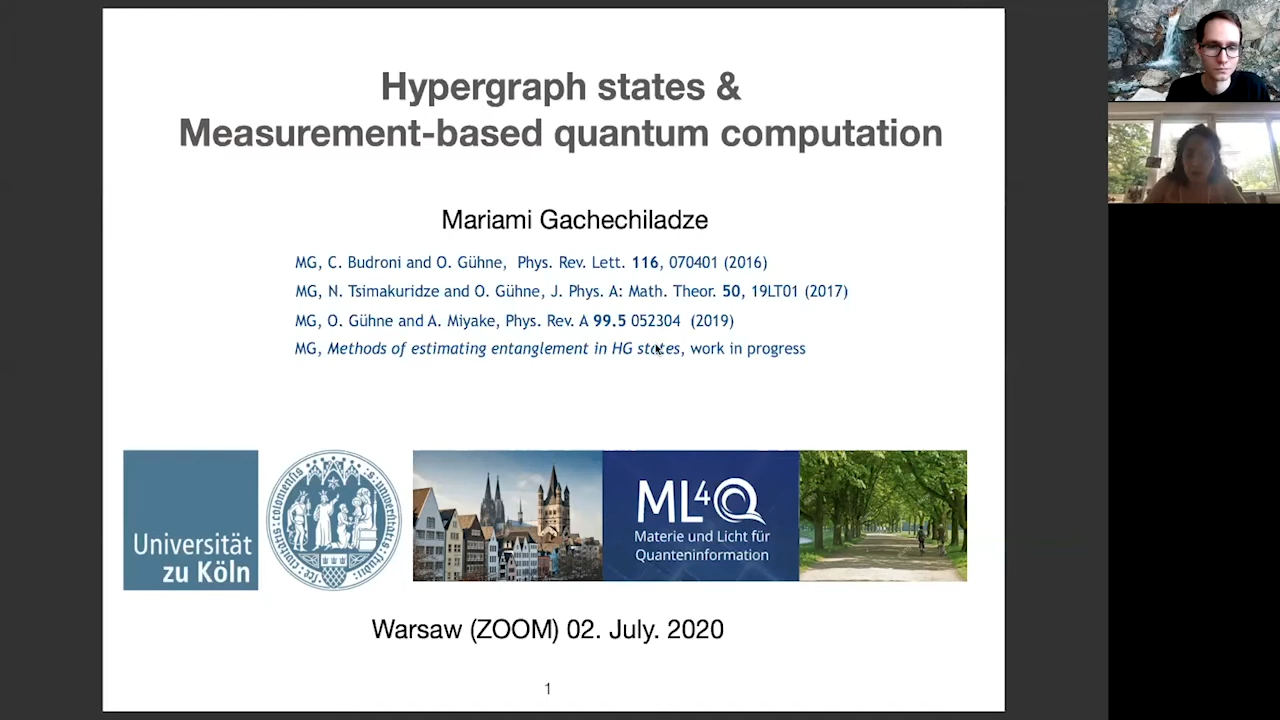 Hypergraph states &
Measurement-based quantum computation
Mariami Gachechiladze
MG, C. Budroni and O. Gühne, Phys. Rev. Lett. 116, 070401 (2016)
MG, N. Tsimakuridze and O. Gühne, J. Phys. A: Math. Theor. 50, 19LT01 (2017)
MG, O. Gühne and A. Miyake, Phys. Rev. A 99.5 052304 (2019)
MG, Methods of estimating entanglement in HG states, work in progress
Universität
zu Köln
ML4Q
Materie und Licht für
Quanteninformation
Warsaw (ZOOM) 02. July. 2020
1